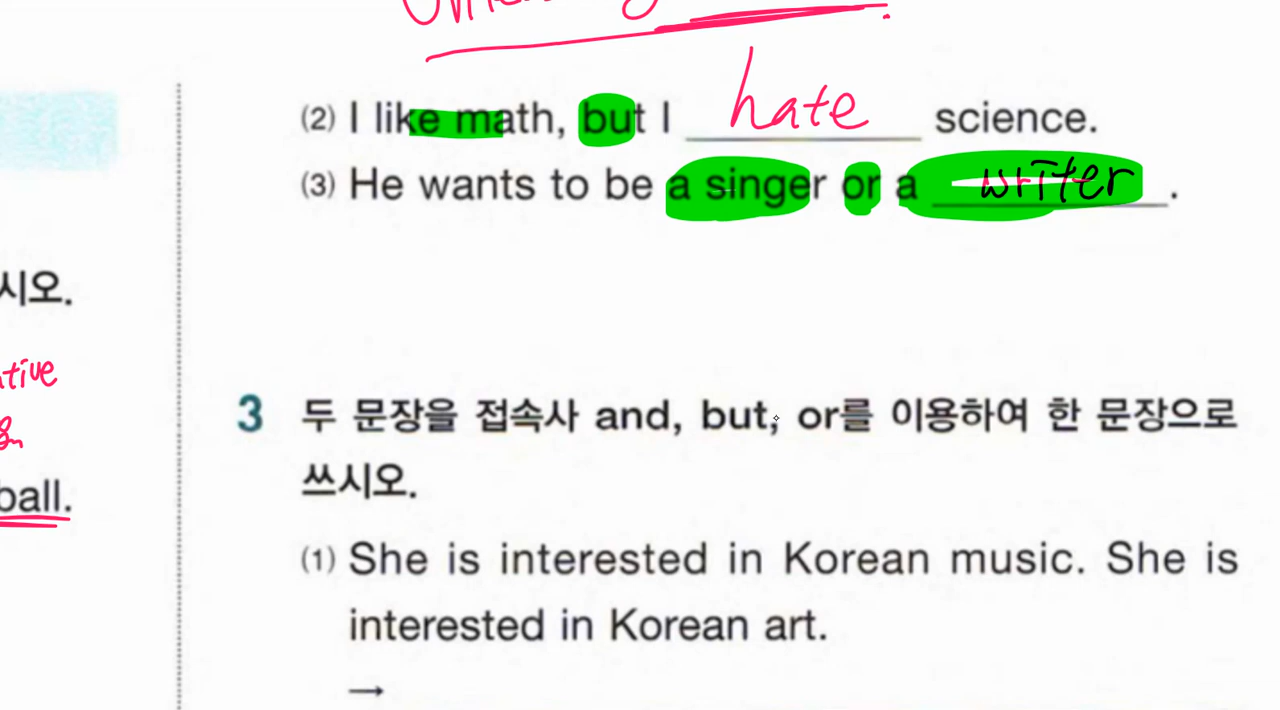 (2) I like math, but I hate science.
(3) He wants to be a singer or a writer.
시오.
tive
ball.
3 두 문장을 접속사 and, but, or를 이용하여 한 문장으로
쓰시오.
(1) She is interested in Korean music. She is
interested in Korean art.
→